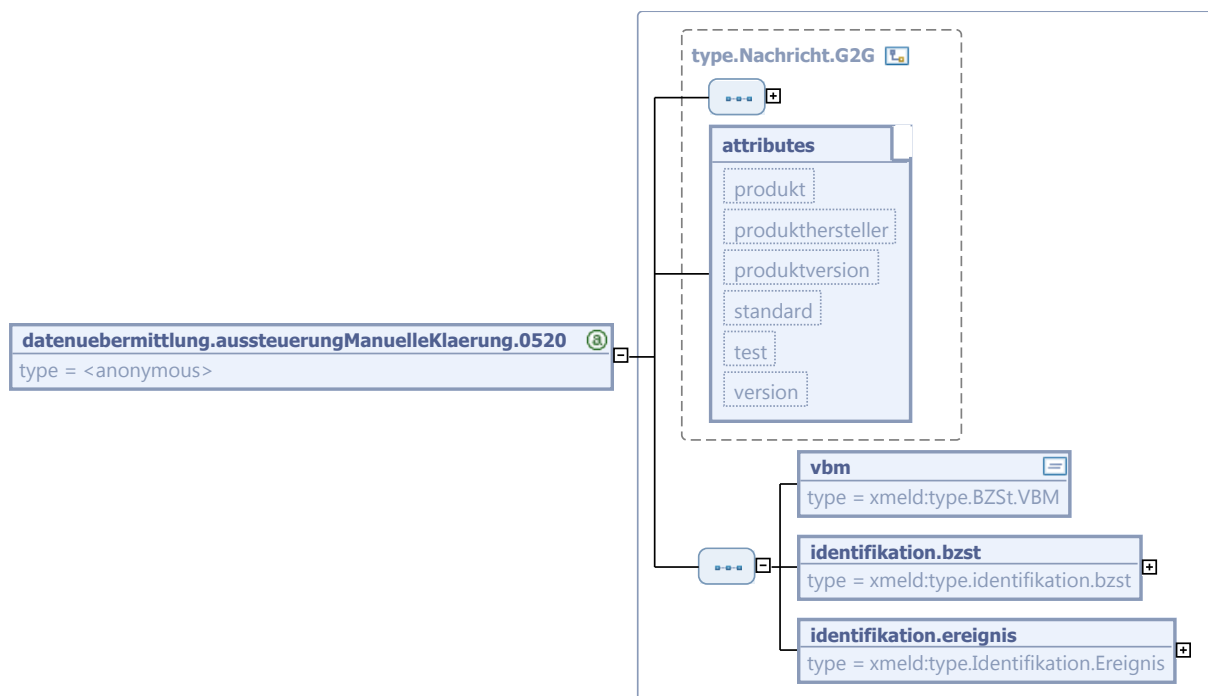 type.Nachricht.G2G
attributes
produkt
produkthersteller
produktversion
standard
test
version
datenuebermittlung.aussteuerungManuelleKlaerung.0520
type = <anonymous>
vbm
type = xmeld:type.BZSt.VBM
identifikation.bzst
type = xmeld:type.identifikation.bzst
identifikation.ereignis
type = xmeld:type.Identifikation.Ereignis